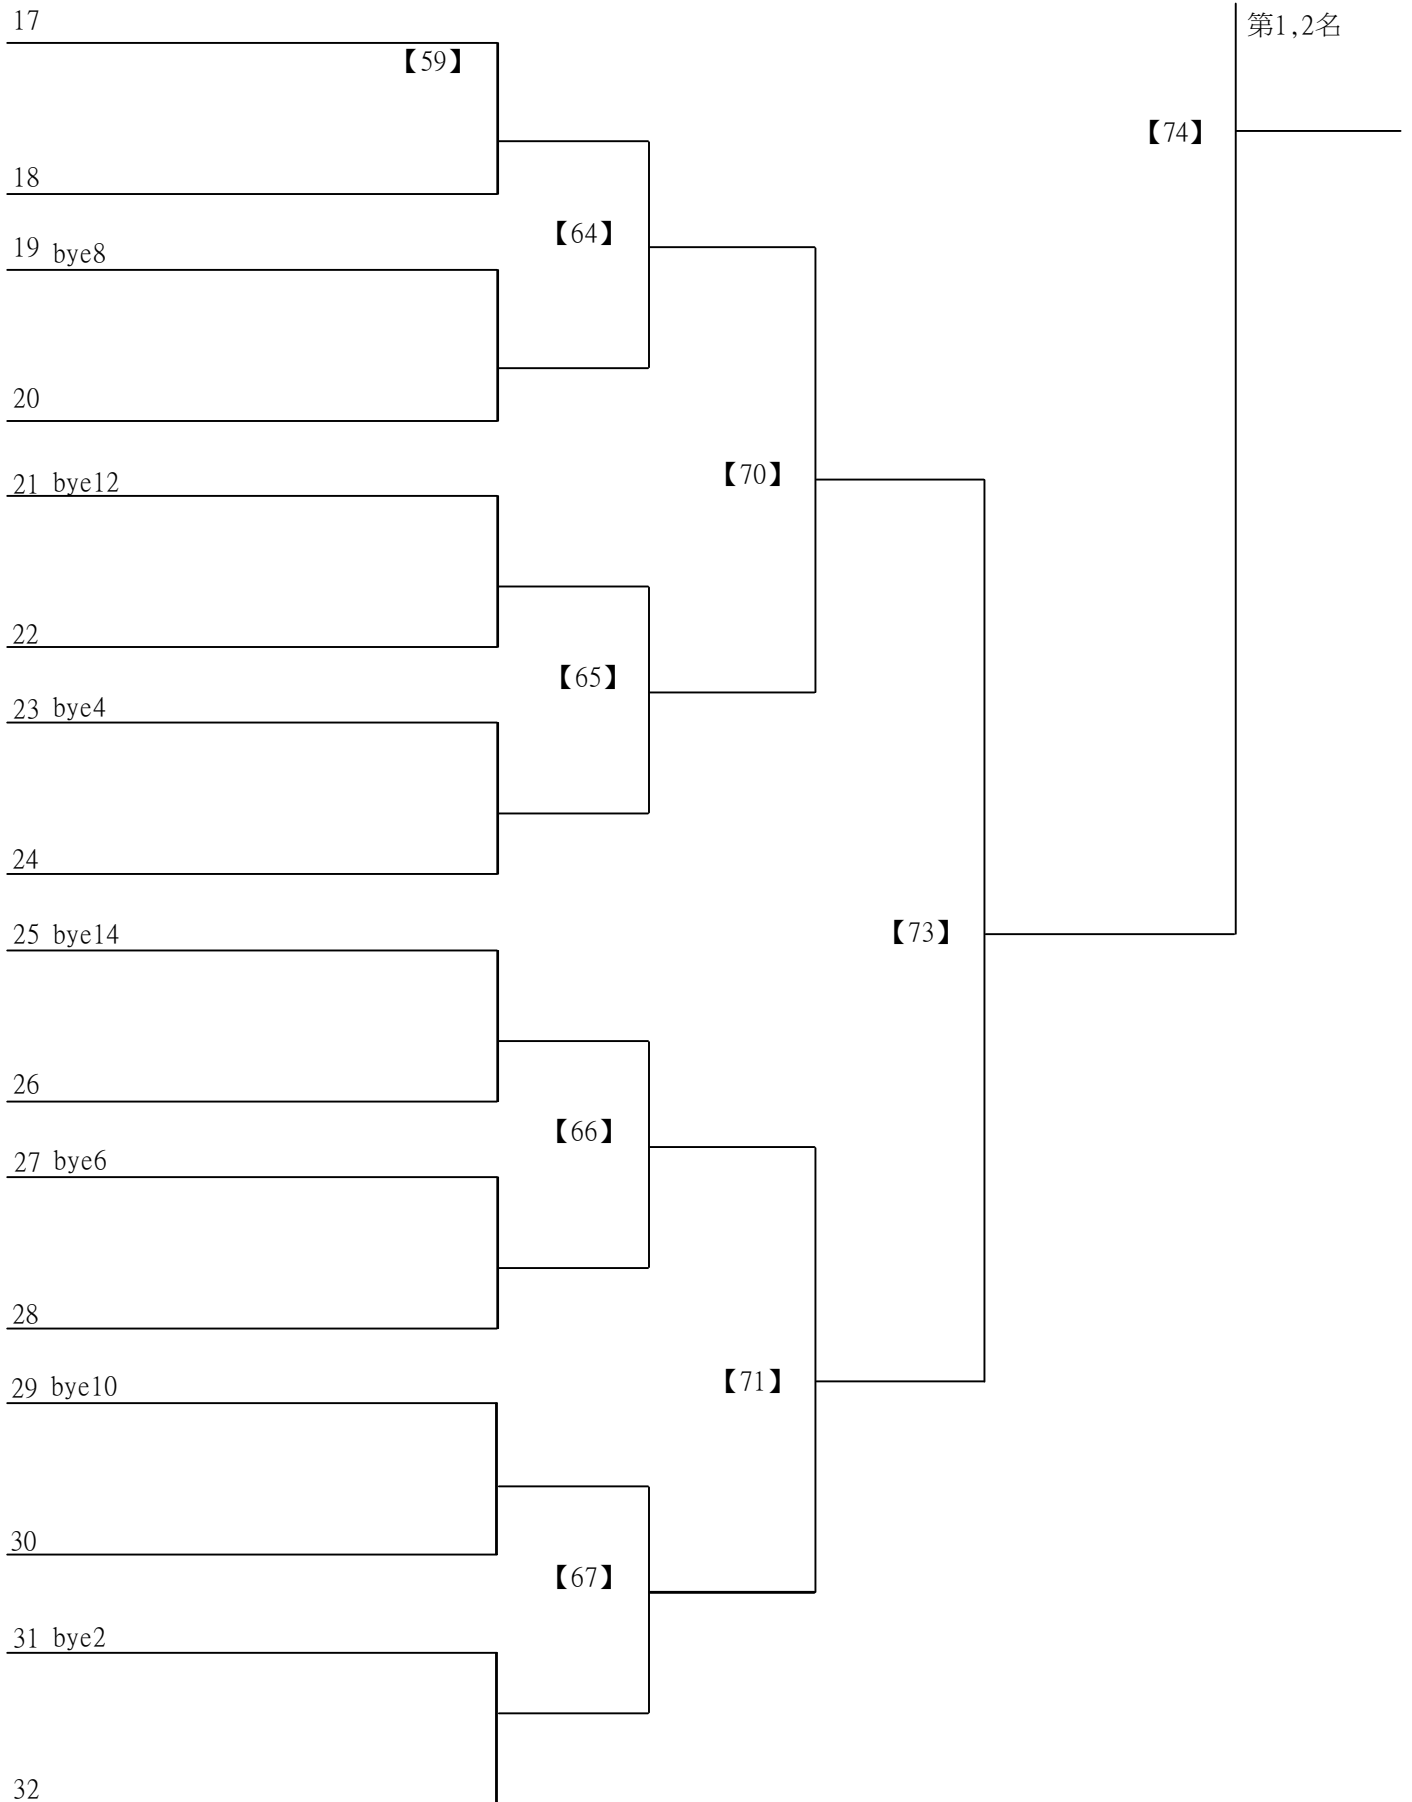 17
第1,2名
【59】
【74】
18
【64】
19 bye8
20
【70】
21 bye12
22
【65】
23 bye4
24
25 bye14
【73】
26
【66】
27 bye6
28
【71】
29 bye10
30
【67】
31 bye2
32